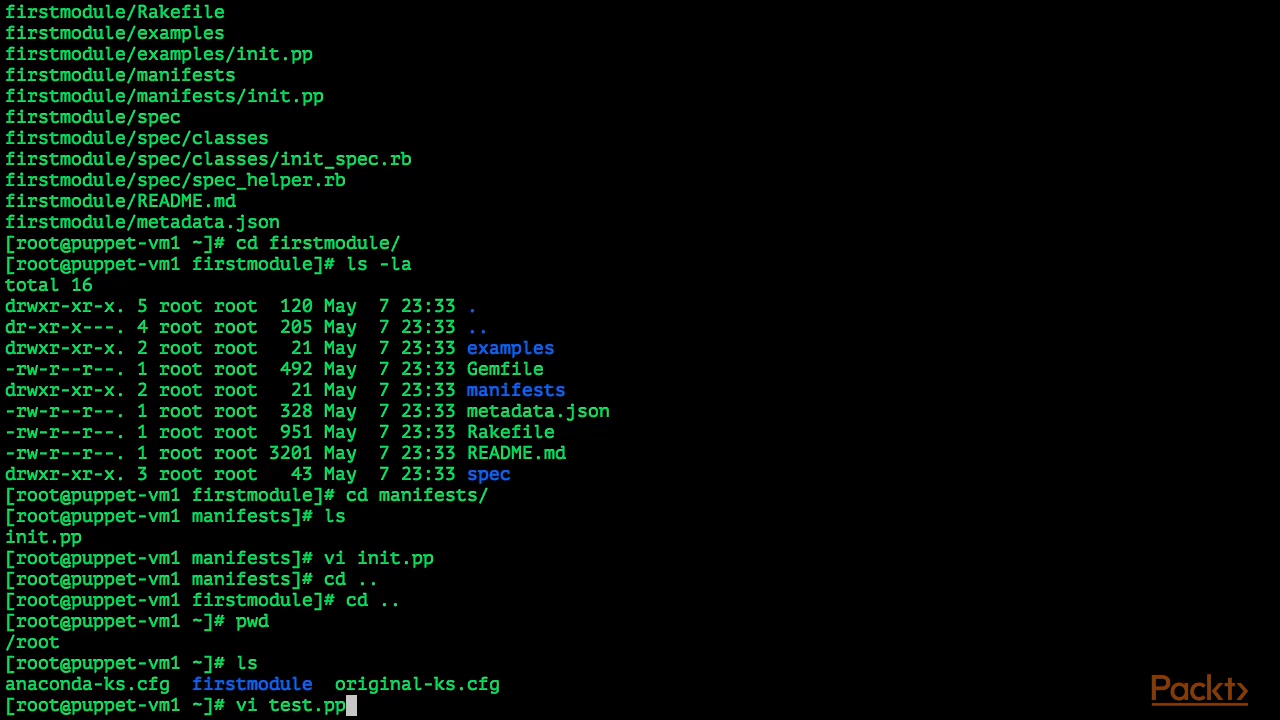 firstmodule/Rakefile
firstmodule/examples
firstmodule/examples/init.pp
firstmodule/manifests
firstmodule/manifests/init.pp
firstmodule/spec
firstmodule/spec/classes
firstmodule/spec/classes/init_spec.rb
firstmodule/spec/spec_helper.rb
firstmodule/README.md
firstmodule/metadata.json
[root@puppet-vm1 ~]# cd firstmodule/
[root@puppet-vm1 firstmodule]# ls -la
total 16
drwxr-xr-x. 5 root root  120 May  7 23:33 .
dr-xr-x---. 4 root root  205 May  7 23:33 ..
drwxr-xr-x. 2 root root   21 May  7 23:33 examples
-rw-r--r--. 1 root root  492 May  7 23:33 Gemfile
drwxr-xr-x. 2 root root   21 May  7 23:33 manifests
-rw-r--r--. 1 root root  328 May  7 23:33 metadata.json
-rw-r--r--. 1 root root  951 May  7 23:33 Rakefile
-rw-r--r--. 1 root root 3201 May  7 23:33 README.md
drwxr-xr-x. 3 root root   43 May  7 23:33 spec
[root@puppet-vm1 firstmodule]# cd manifests/
[root@puppet-vm1 manifests]# ls
init.pp
[root@puppet-vm1 manifests]# vi init.pp
[root@puppet-vm1 manifests]# cd ..
[root@puppet-vm1 firstmodule]# cd ..
[root@puppet-vm1 ~]# pwd
/root
[root@puppet-vm1 ~]# ls
anaconda-ks.cfg  firstmodule  original-ks.cfg
[root@puppet-vm1 ~]# vi test.pp
Packt>